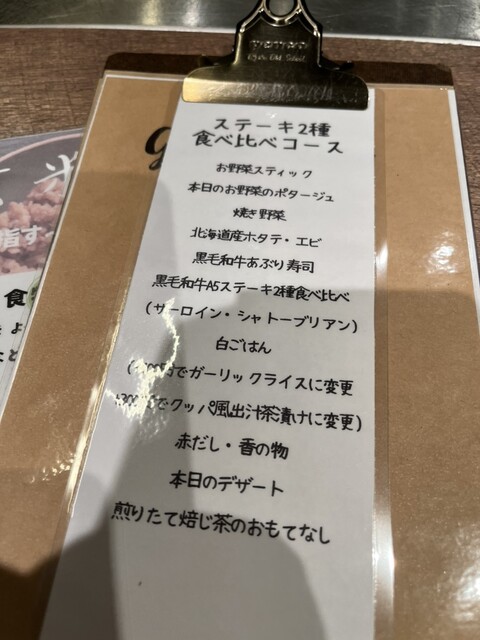 ステーキ2種
食べ比べコース
お野菜スティック
本日のお野菜のポタージュ
焼き野菜
北海道産ホタテ・エビ
黒毛和牛あぶり寿司
黒毛和牛A5ステーキ2種食べ比べ
(サーロイン・シャトーブリアン)
白ごはん
でガーリックライスに変更
でクッパ風出汁茶漬けに変更)
赤だし・香の物
本日のデザート
煎りたて焙じ茶のおもてなし